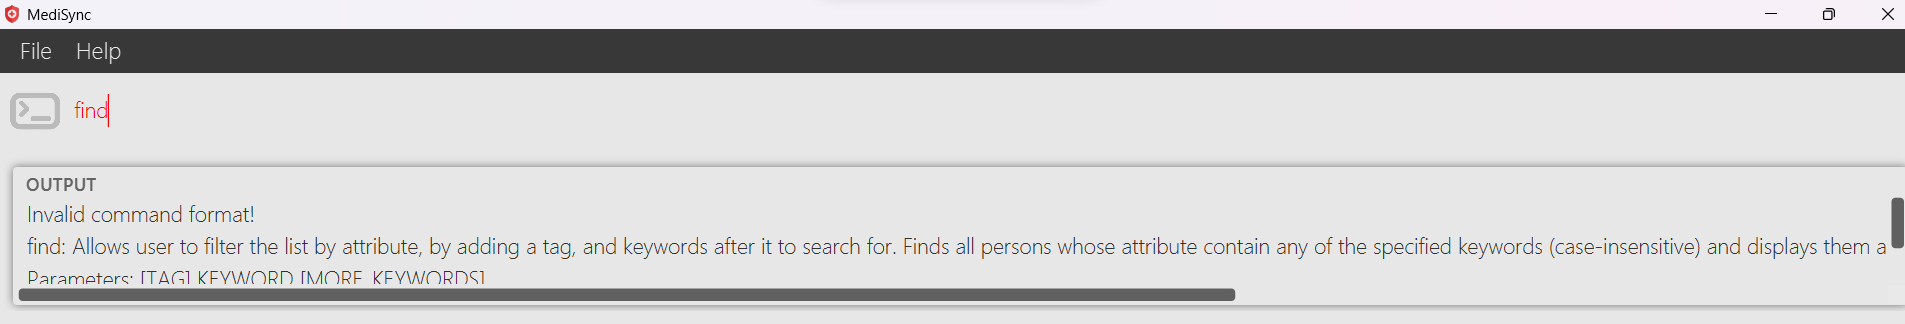 MediSync
File Help
find
OUTPUT
Invalid command format!
find: Allows user to filter the list by attribute, by adding a tag, and keywords after it to search for. Finds all persons whose attribute contain any of the specified keywords (case-insensitive) and displays them a
Parameters: [TAG] KEYWORD [MORE_KEYWORDS]